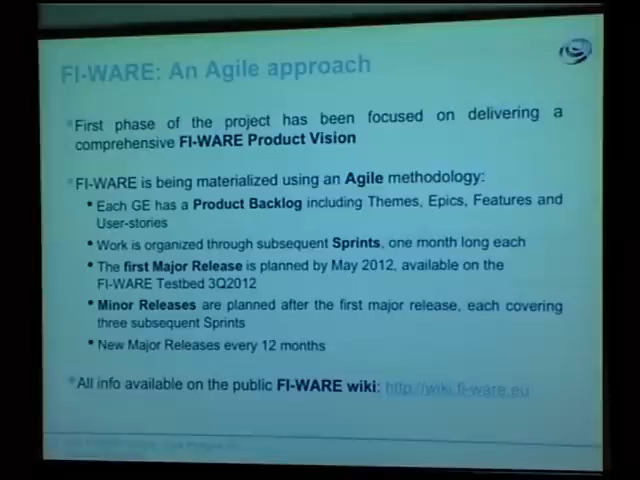 FI-WARE: An Agile approach
First phase of the project has been focused on delivering a
comprehensive FI-WARE Product Vision
FI-WARE is being materialized using an Agile methodology:
• Each GE has a Product Backlog including Themes, Epics, Features and
User-stories
• Work is organized through subsequent Sprints, one month long each
• The first Major Release is planned by May 2012, available on the
FI-WARE Testbed 3Q2012
• Minor Releases are planned after the first major release, each covering
three subsequent Sprints
• New Major Releases every 12 months
All info available on the public FI-WARE wiki: http://wiki.fi-ware.eu